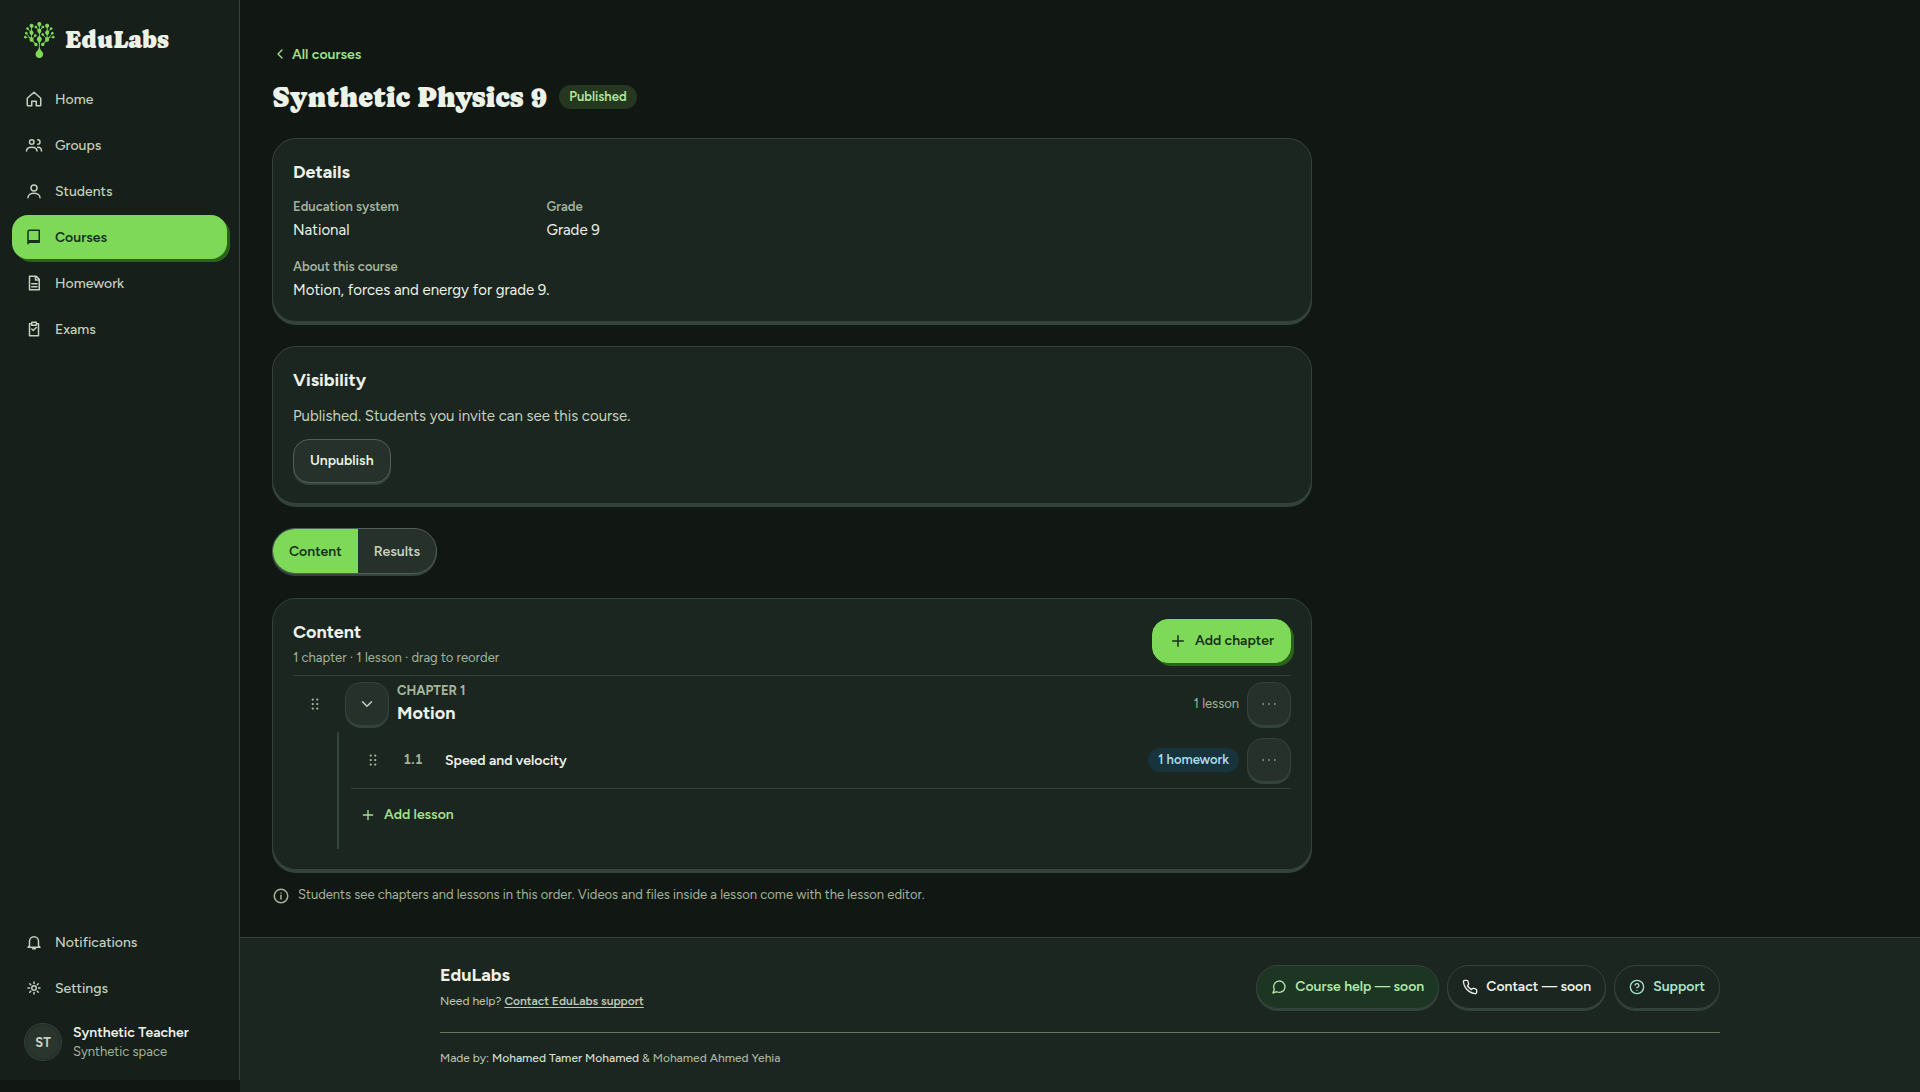 EduLabs
Home
Groups
Students
Courses
Homework
Exams
Notifications
Settings
ST
Synthetic Teacher
Synthetic space
All courses
Synthetic Physics 9
Published
Details
Education system
National
Grade
Grade 9
About this course
Motion, forces and energy for grade 9.
Visibility
Published. Students you invite can see this course.
Unpublish
Content
Results
Content
1 chapter · 1 lesson · drag to reorder
Add chapter
CHAPTER 1
Motion
1 lesson
1.1
Speed and velocity
1 homework
Add lesson
Students see chapters and lessons in this order. Videos and files inside a lesson come with the lesson editor.
EduLabs
Need help? Contact EduLabs support
Course help — soon
Contact — soon
Support
Made by: Mohamed Tamer Mohamed & Mohamed Ahmed Yehia